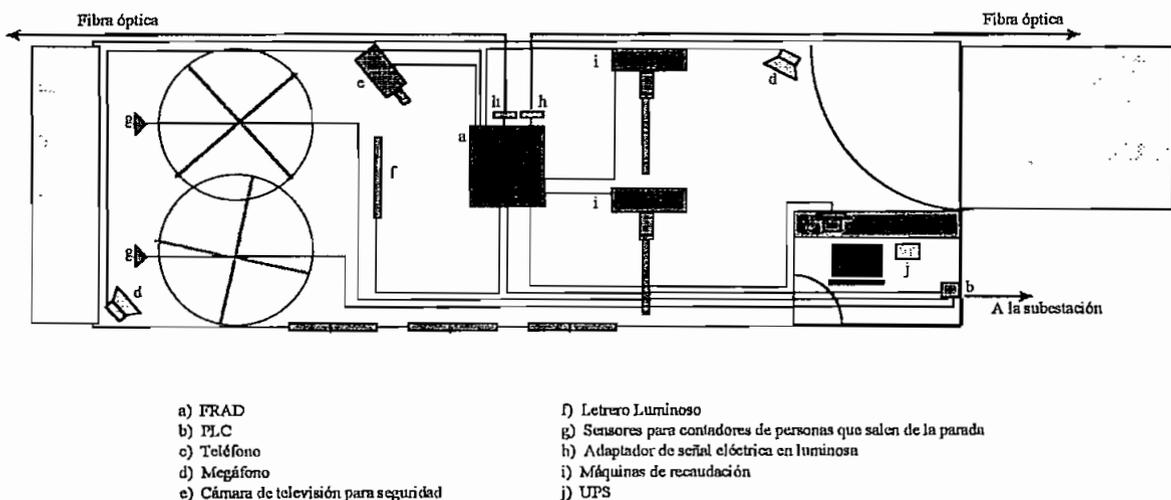 Fibra óptica
Fibra óptica
i
d
e
h
h
g
a
f
i
g
j
d
b
A la subestación
a) FRAD
b) PLC
c) Teléfono
d) Megáfono
e) Cámara de televisión para seguridad
f) Letrero Luminoso
g) Sensores para contadores de personas que salen de la parada
h) Adaptador de señal eléctrica en luminosa
i) Máquinas de recaudación
j) UPS